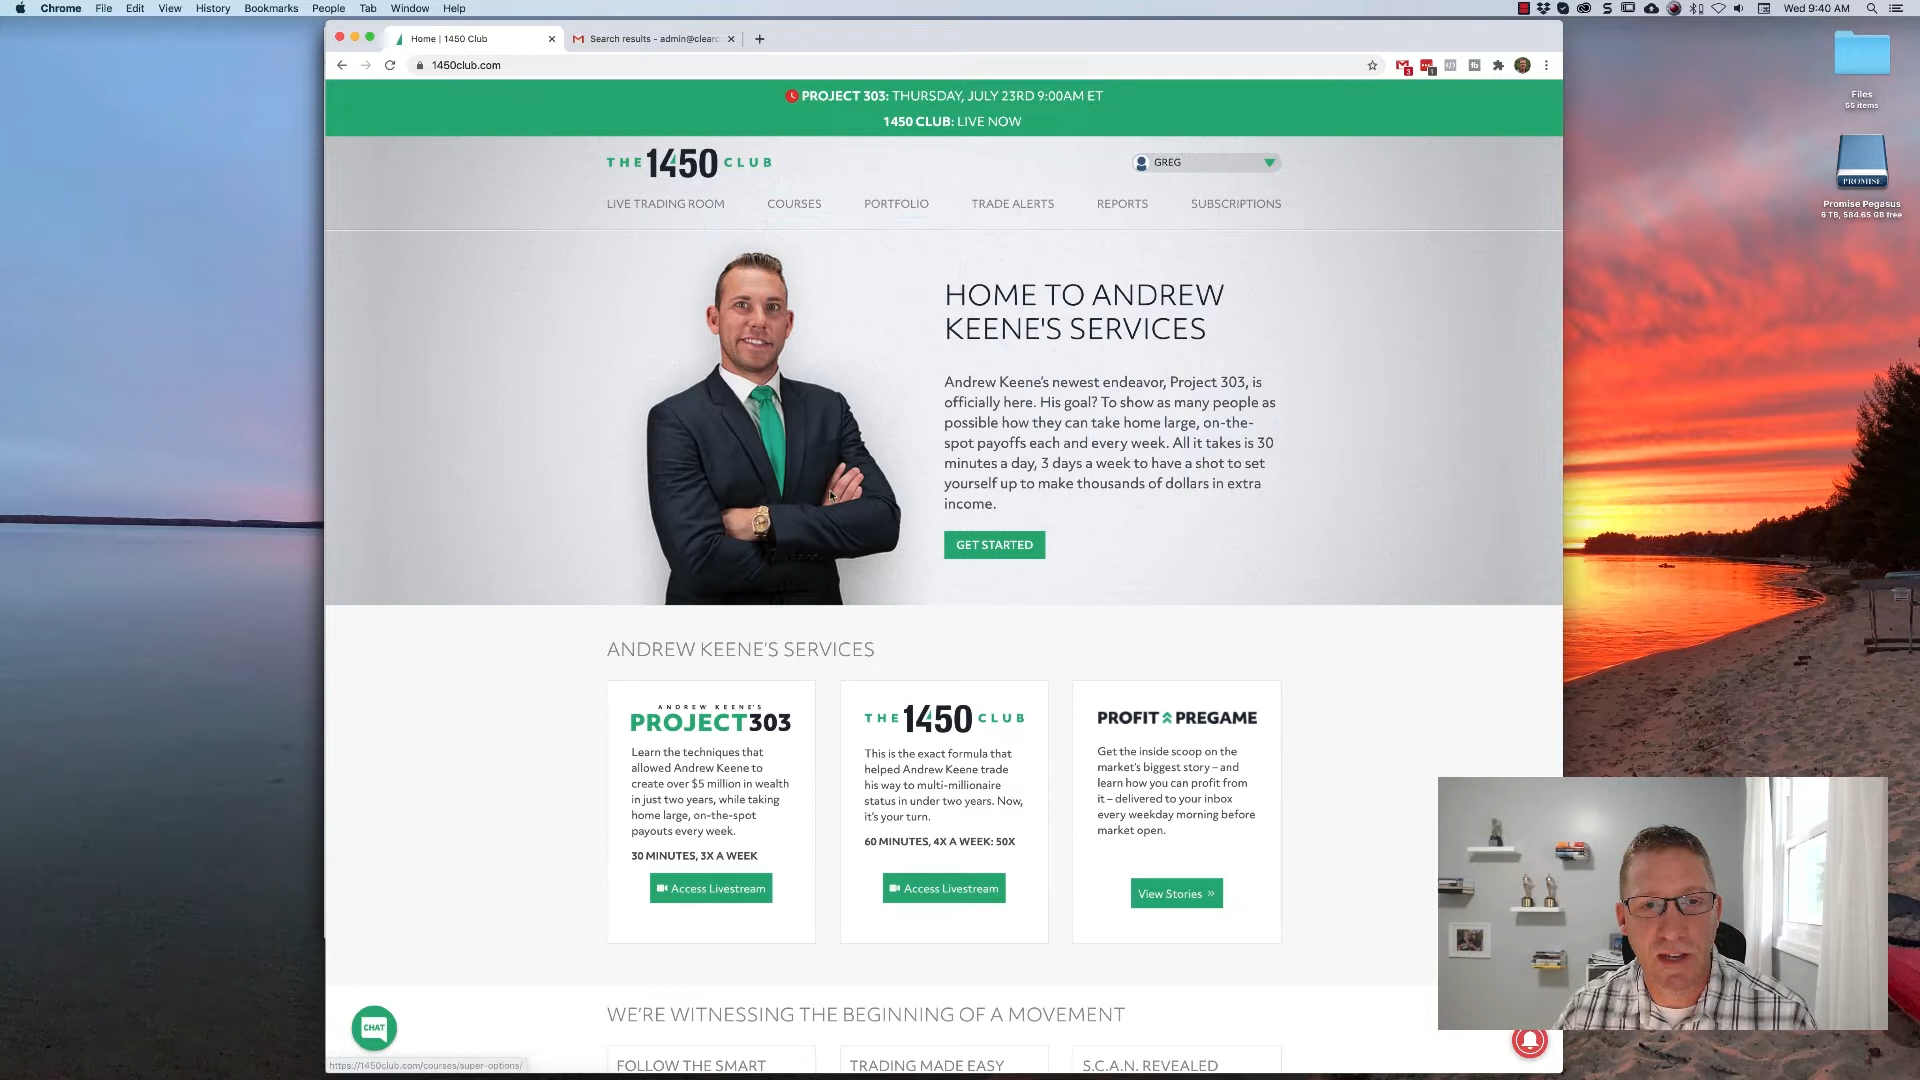 Chrome File Edit View History Bookmarks People Tab Window Help
Wed 9:40 AM
Home | 1450 Club
Search results - admin@clearc
1450club.com
PROJECT 303: THURSDAY, JULY 23RD 9:00AM ET
1450 CLUB: LIVE NOW
THE 1450 CLUB
GREG
LIVE TRADING ROOM COURSES PORTFOLIO TRADE ALERTS REPORTS SUBSCRIPTIONS
HOME TO ANDREW
KEENE'S SERVICES
Andrew Keene's newest endeavor, Project 303, is
officially here. His goal? To show as many people as
possible how they can take home large, on-the-
spot payoffs each and every week. All it takes is 30
minutes a day, 3 days a week to have a shot to set
yourself up to make thousands of dollars in extra
income.
GET STARTED
ANDREW KEENE'S SERVICES
ANDREW KEENE'S
PROJECT303
Learn the techniques that
allowed Andrew Keene to
create over $5 million in wealth
in just two years, while taking
home large, on-the-spot
payouts every week.
30 MINUTES, 3X A WEEK
Access Livestream
THE 1450 CLUB
This is the exact formula that
helped Andrew Keene trade
his way to multi-millionaire
status in under two years. Now,
it's your turn.
60 MINUTES, 4X A WEEK: 50X
Access Livestream
PROFIT PREGAME
Get the inside scoop on the
market's biggest story – and
learn how you can profit from
it – delivered to your inbox
every weekday morning before
market open.
View Stories »
WE'RE WITNESSING THE BEGINNING OF A MOVEMENT
FOLLOW THE SMART
TRADING MADE EASY
S.C.A.N. REVEALED
CHAT
https://1450club.com/courses/super-options/
Files
55 items
PROMISE
Promise Pegasus
6 TB, 584.65 GB free